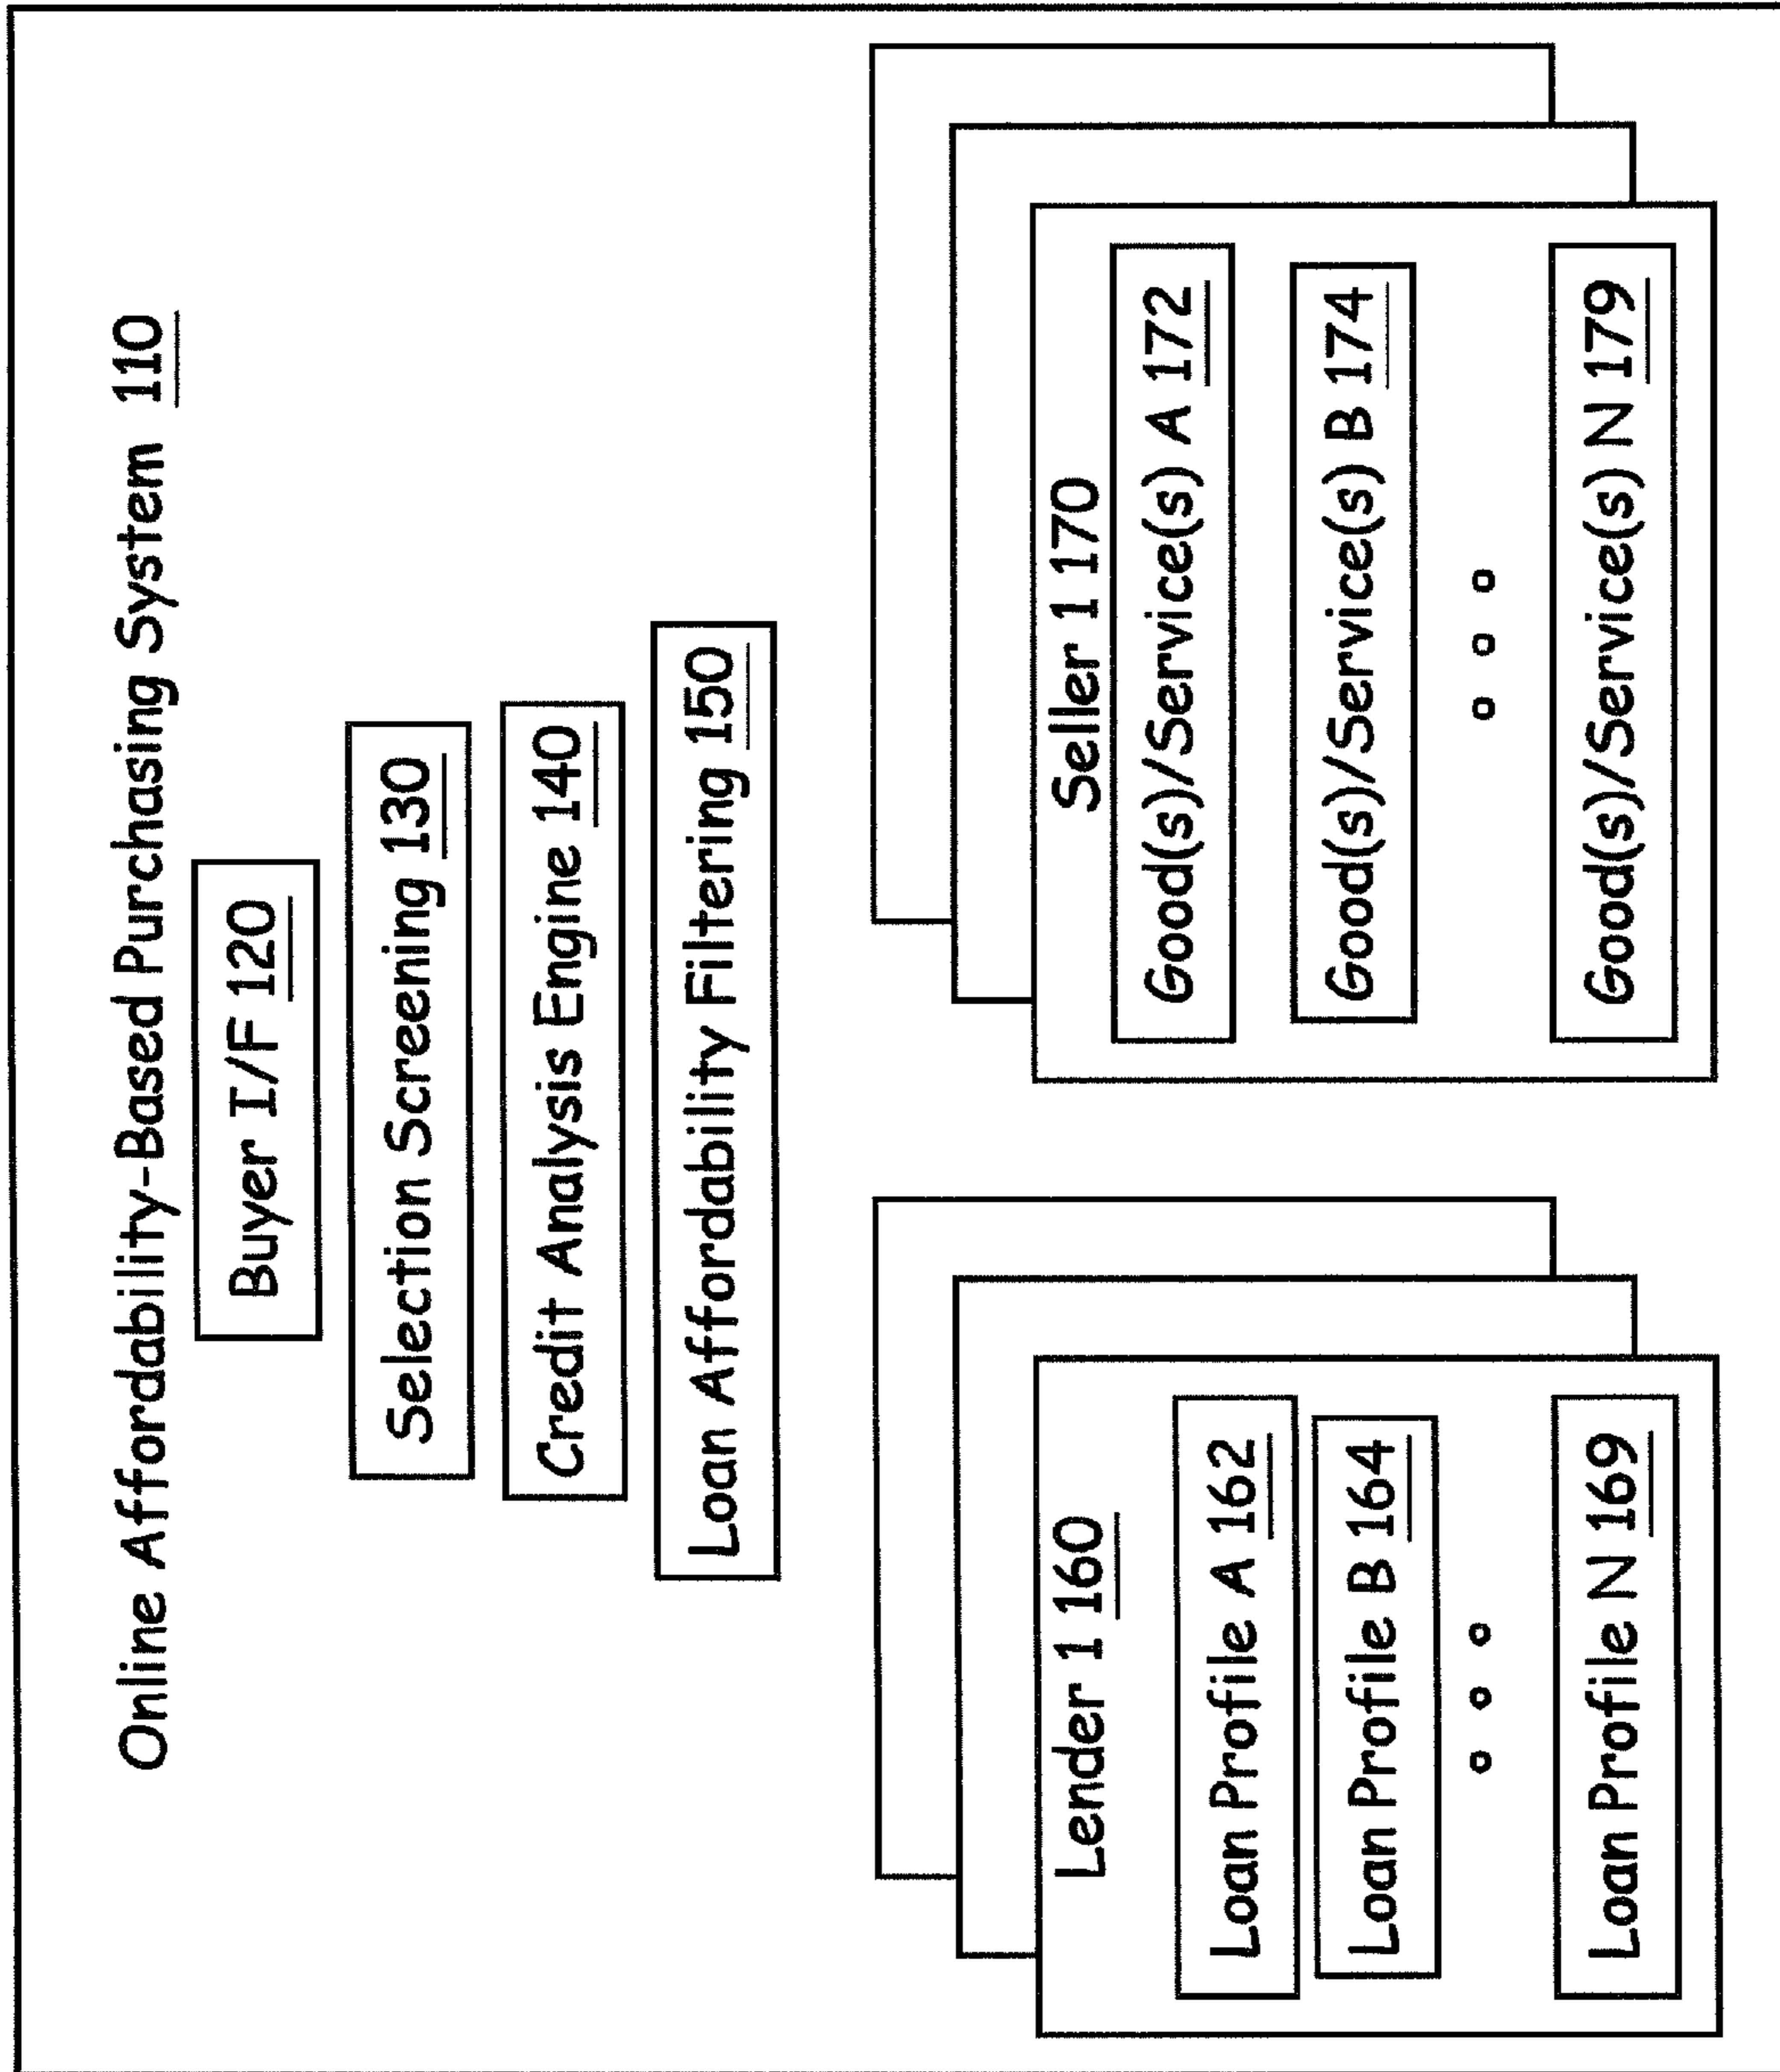 Online Affordability-Based Purchasing System 110
Buyer I/F 120
Selection Screening 130
Credit Analysis Engine 140
Loan Affordability Filtering 150
Lender 1 160
Loan Profile A 162
Loan Profile B 164
Loan Profile N 169
Seller 1 170
Good(s)/Service(s) A 172
Good(s)/Service(s) B 174
Good(s)/Service(s) N 179